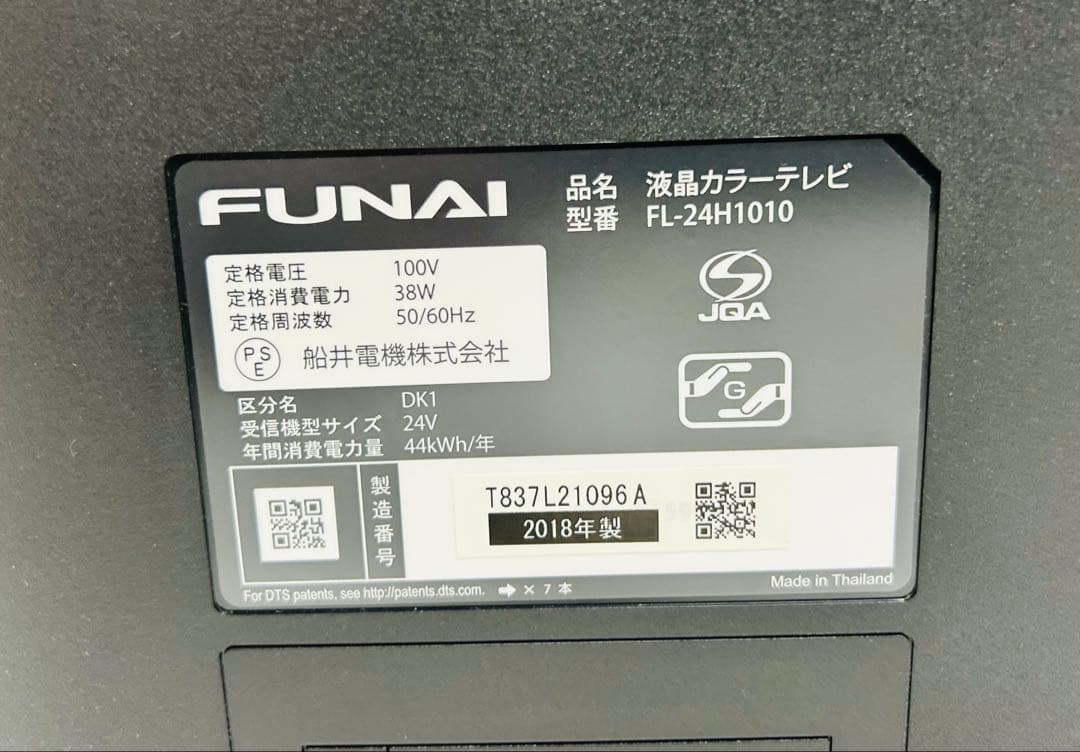 FUNAI
品名 液晶カラーテレビ
型番 FL-24H1010
定格電圧 100V
定格消費電力 38W
定格周波数 50/60Hz
PSE 船井電機株式会社
JQA
G
区分名 DK1
受信機型サイズ 24V
年間消費電力量 44kWh/年
製造番号
T837L21096A
2018年製
For DTS patents, see http://patents.dts.com. ➡ × 7 本
Made in Thailand